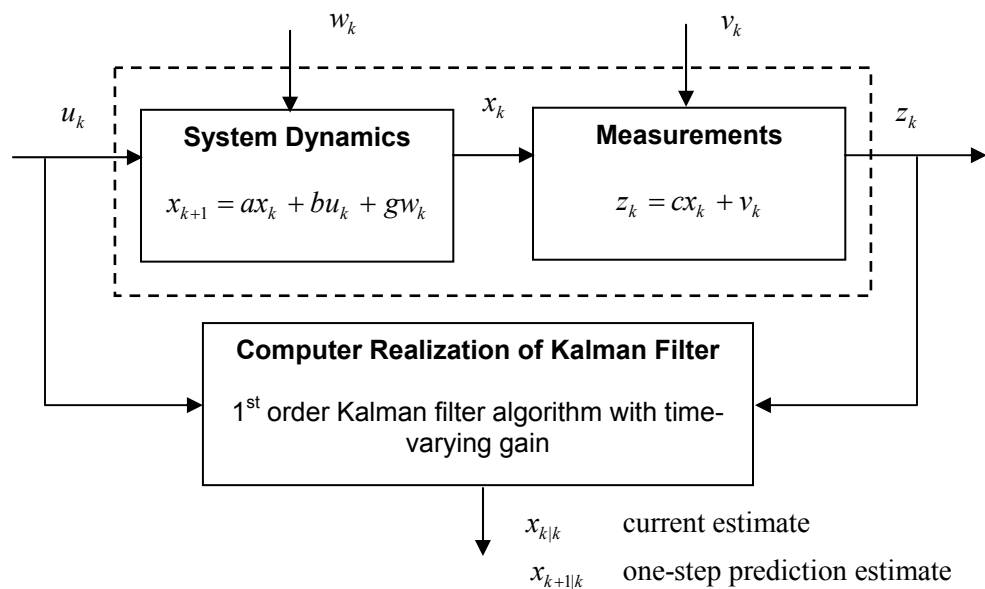 w_k
v_k
u_k
x_k
z_k
System Dynamics
x_{k+1} = ax_k + bu_k + gw_k
Measurements
z_k = cx_k + v_k
Computer Realization of Kalman Filter
1^{st} order Kalman filter algorithm with time-
varying gain
x_{k|k} current estimate
x_{k+1|k} one-step prediction estimate